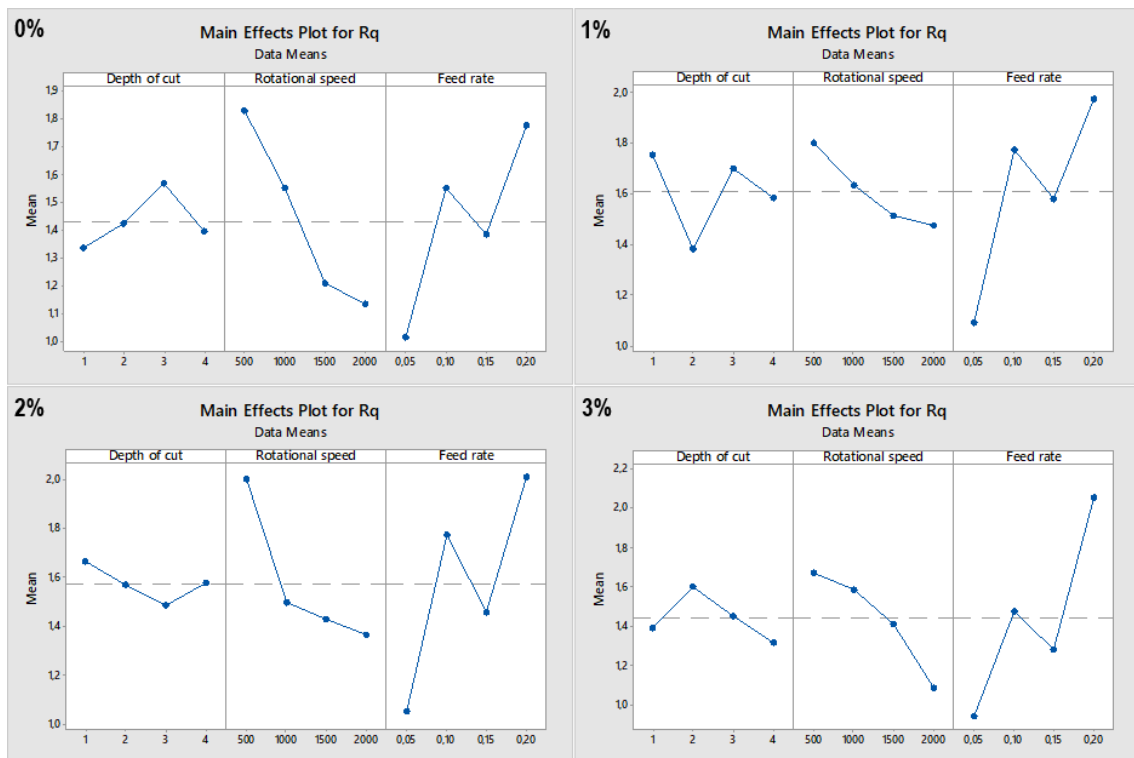 0%
Main Effects Plot for Rq
Data Means
Depth of cut Rotational speed Feed rate
Mean
1,9
1,8
1,7
1,6
1,5
1,4
1,3
1,2
1,1
1,0
1 2 3 4 500 1000 1500 2000 0,05 0,10 0,15 0,20
1%
Main Effects Plot for Rq
Data Means
Depth of cut Rotational speed Feed rate
Mean
2,0
1,8
1,6
1,4
1,2
1,0
1 2 3 4 500 1000 1500 2000 0,05 0,10 0,15 0,20
2%
Main Effects Plot for Rq
Data Means
Depth of cut Rotational speed Feed rate
Mean
2,0
1,8
1,6
1,4
1,2
1,0
1 2 3 4 500 1000 1500 2000 0,05 0,10 0,15 0,20
3%
Main Effects Plot for Rq
Data Means
Depth of cut Rotational speed Feed rate
Mean
2,2
2,0
1,8
1,6
1,4
1,2
1,0
1 2 3 4 500 1000 1500 2000 0,05 0,10 0,15 0,20